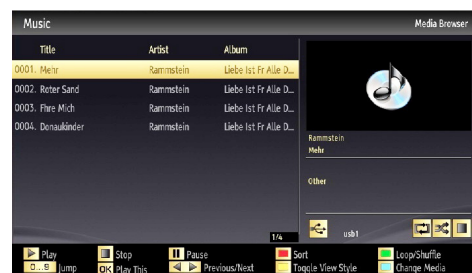 Music Media Browser
Title Artist Album
0001. Mehr Rammstein Liebe Ist Fr Alle D...
0002. Roter Sand Rammstein Liebe Ist Fr Alle D...
0003. Fhre Mich Rammstein Liebe Ist Fr Alle D...
0004. Donaukinder Rammstein Liebe Ist Fr Alle D...
Rammstein
Mehr
Other
1/4 usb1
Play Stop Pause Sort Loop/Shuffle
0...9 Jump OK Play This Previous/Next Toggle View Style Change Media